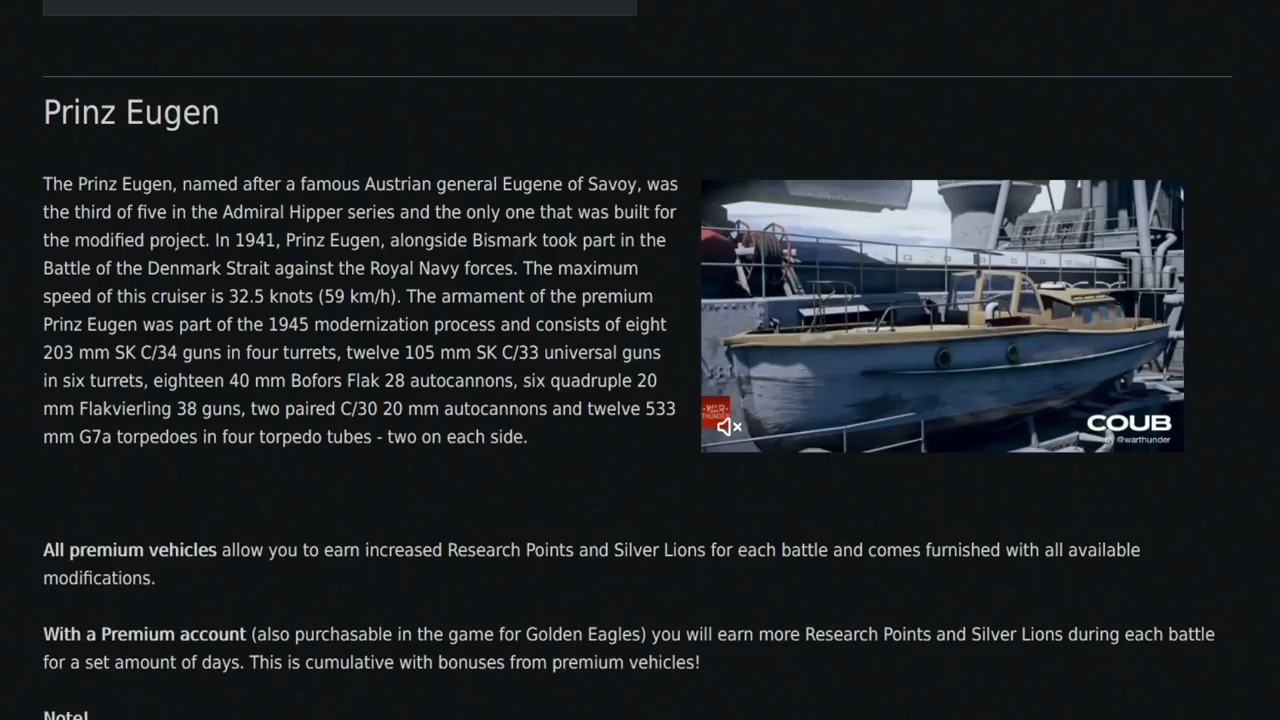 Prinz Eugen
The Prinz Eugen, named after a famous Austrian general Eugene of Savoy, was
the third of five in the Admiral Hipper series and the only one that was built for
the modified project. In 1941, Prinz Eugen, alongside Bismark took part in the
Battle of the Denmark Strait against the Royal Navy forces. The maximum
speed of this cruiser is 32.5 knots (59 km/h). The armament of the premium
Prinz Eugen was part of the 1945 modernization process and consists of eight
203 mm SK C/34 guns in four turrets, twelve 105 mm SK C/33 universal guns
in six turrets, eighteen 40 mm Bofors Flak 28 autocannons, six quadruple 20
mm Flakvierling 38 guns, two paired C/30 20 mm autocannons and twelve 533
mm G7a torpedoes in four torpedo tubes - two on each side.
WAR
THUNDER
COUB
by @warthunder
All premium vehicles allow you to earn increased Research Points and Silver Lions for each battle and comes furnished with all available
modifications.
With a Premium account (also purchasable in the game for Golden Eagles) you will earn more Research Points and Silver Lions during each battle
for a set amount of days. This is cumulative with bonuses from premium vehicles!
Note!